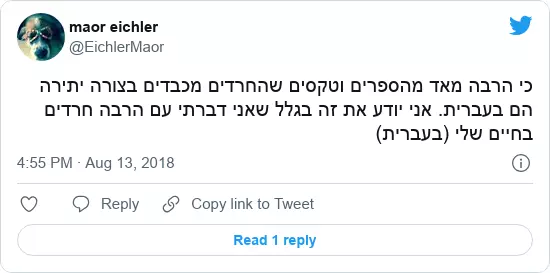 maor eichler
@EichlerMaor
כי הרבה מאד מהספרים וטקסים שהחרדים מכבדים בצורה יתירה
הם בעברית. אני יודע את זה בגלל שאני דברתי עם הרבה חרדים
בחיים שלי (בעברית)
4:55 PM · Aug 13, 2018
Reply Copy link to Tweet
Read 1 reply